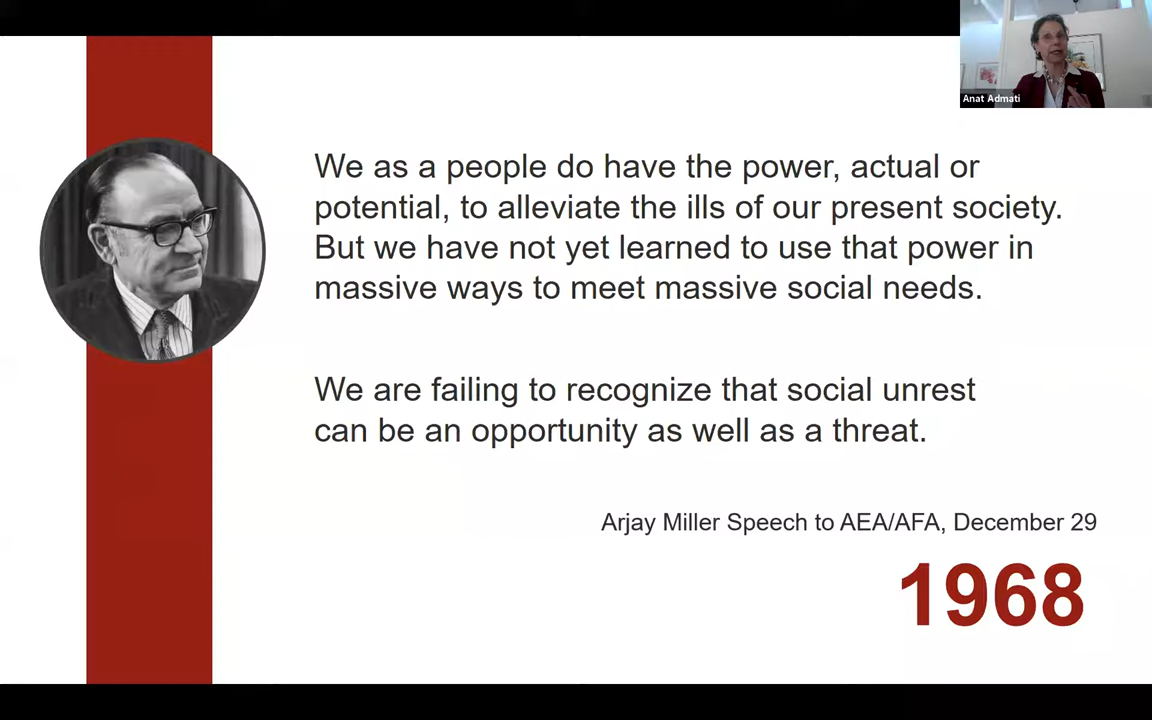 Anat Admati
We as a people do have the power, actual or
potential, to alleviate the ills of our present society.
But we have not yet learned to use that power in
massive ways to meet massive social needs.
We are failing to recognize that social unrest
can be an opportunity as well as a threat.
Arjay Miller Speech to AEA/AFA, December 29
1968